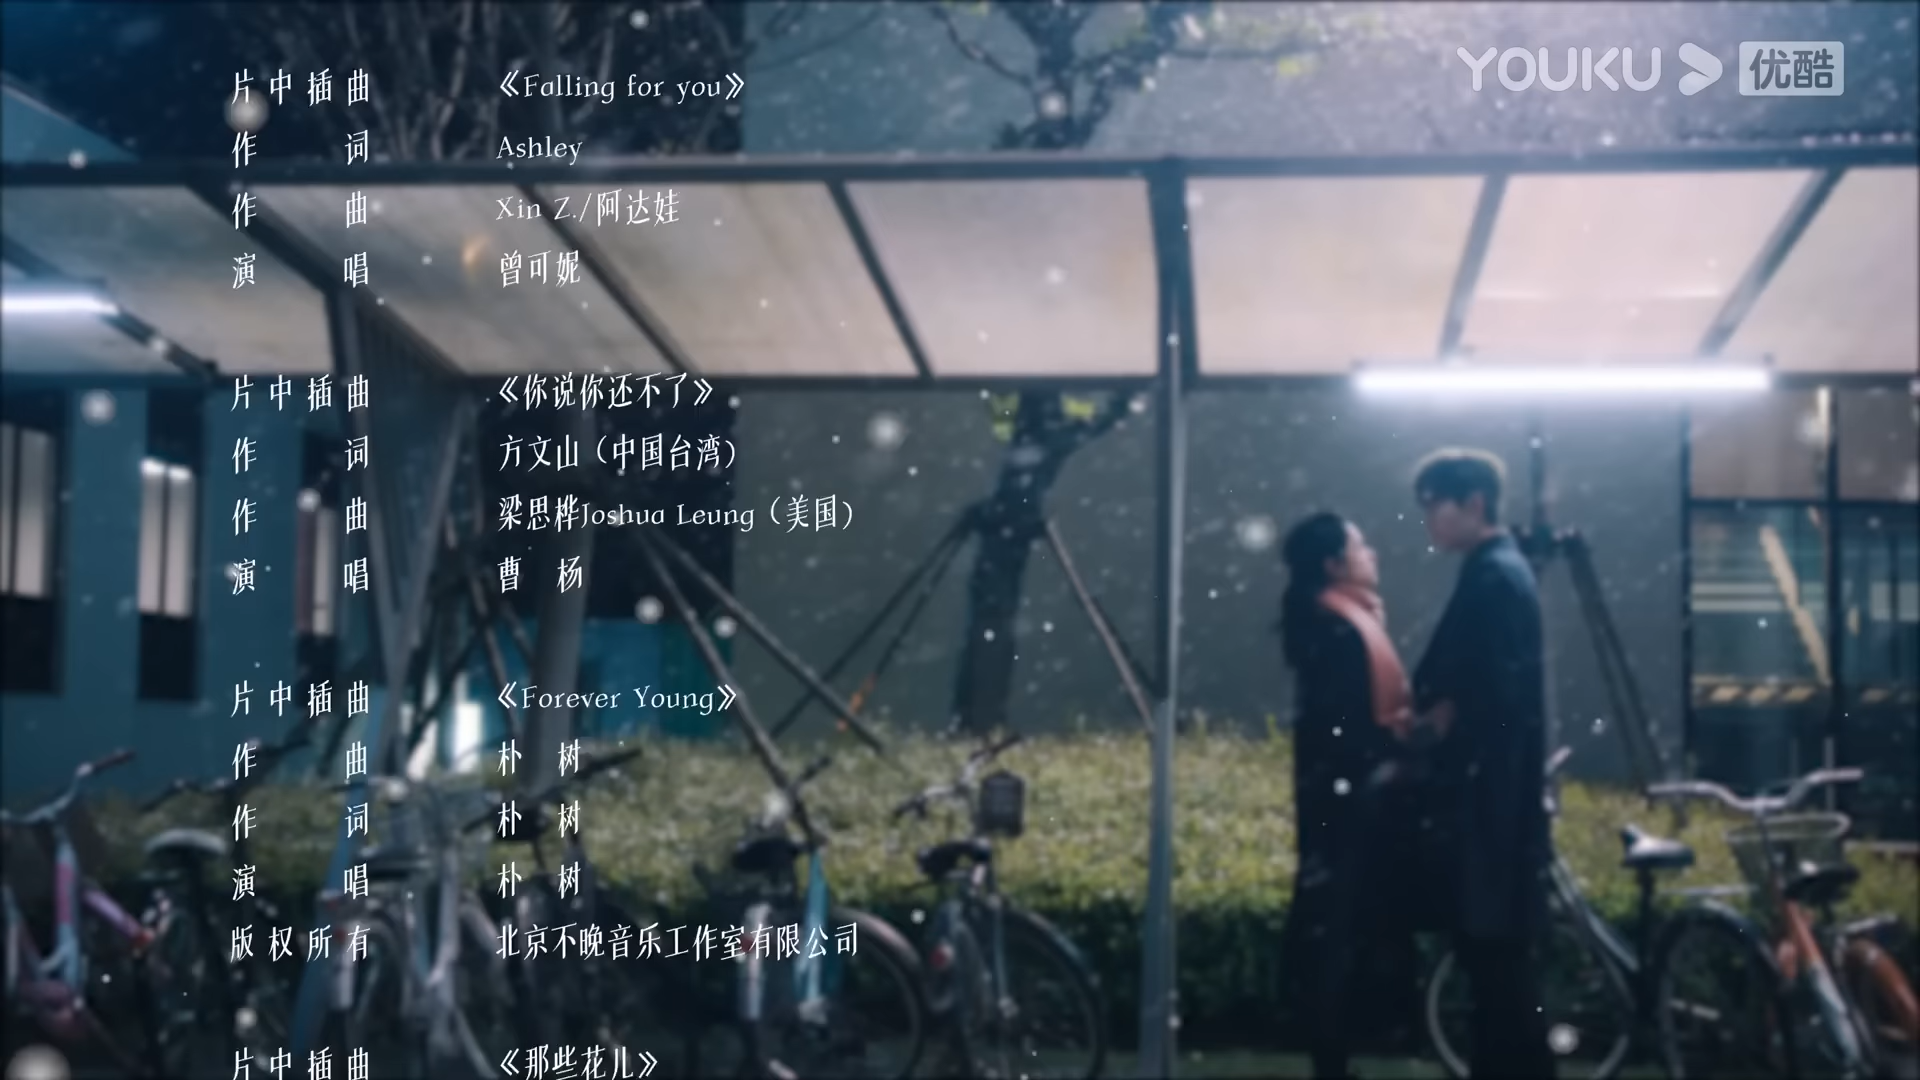 YOUKU 优酷
片中插曲 《Falling for you》
作词 Ashley
作曲 Xin Z./阿达娃
演唱 曾可妮
片中插曲 《你说你还不了》
作词 方文山（中国台湾）
作曲 梁思桦Joshua Leung（美国）
演唱 曹 杨
片中插曲 《Forever Young》
作曲 朴 树
作词 朴 树
演唱 朴 树
版权所有 北京不晚音乐工作室有限公司
片中插曲 《那些花儿》